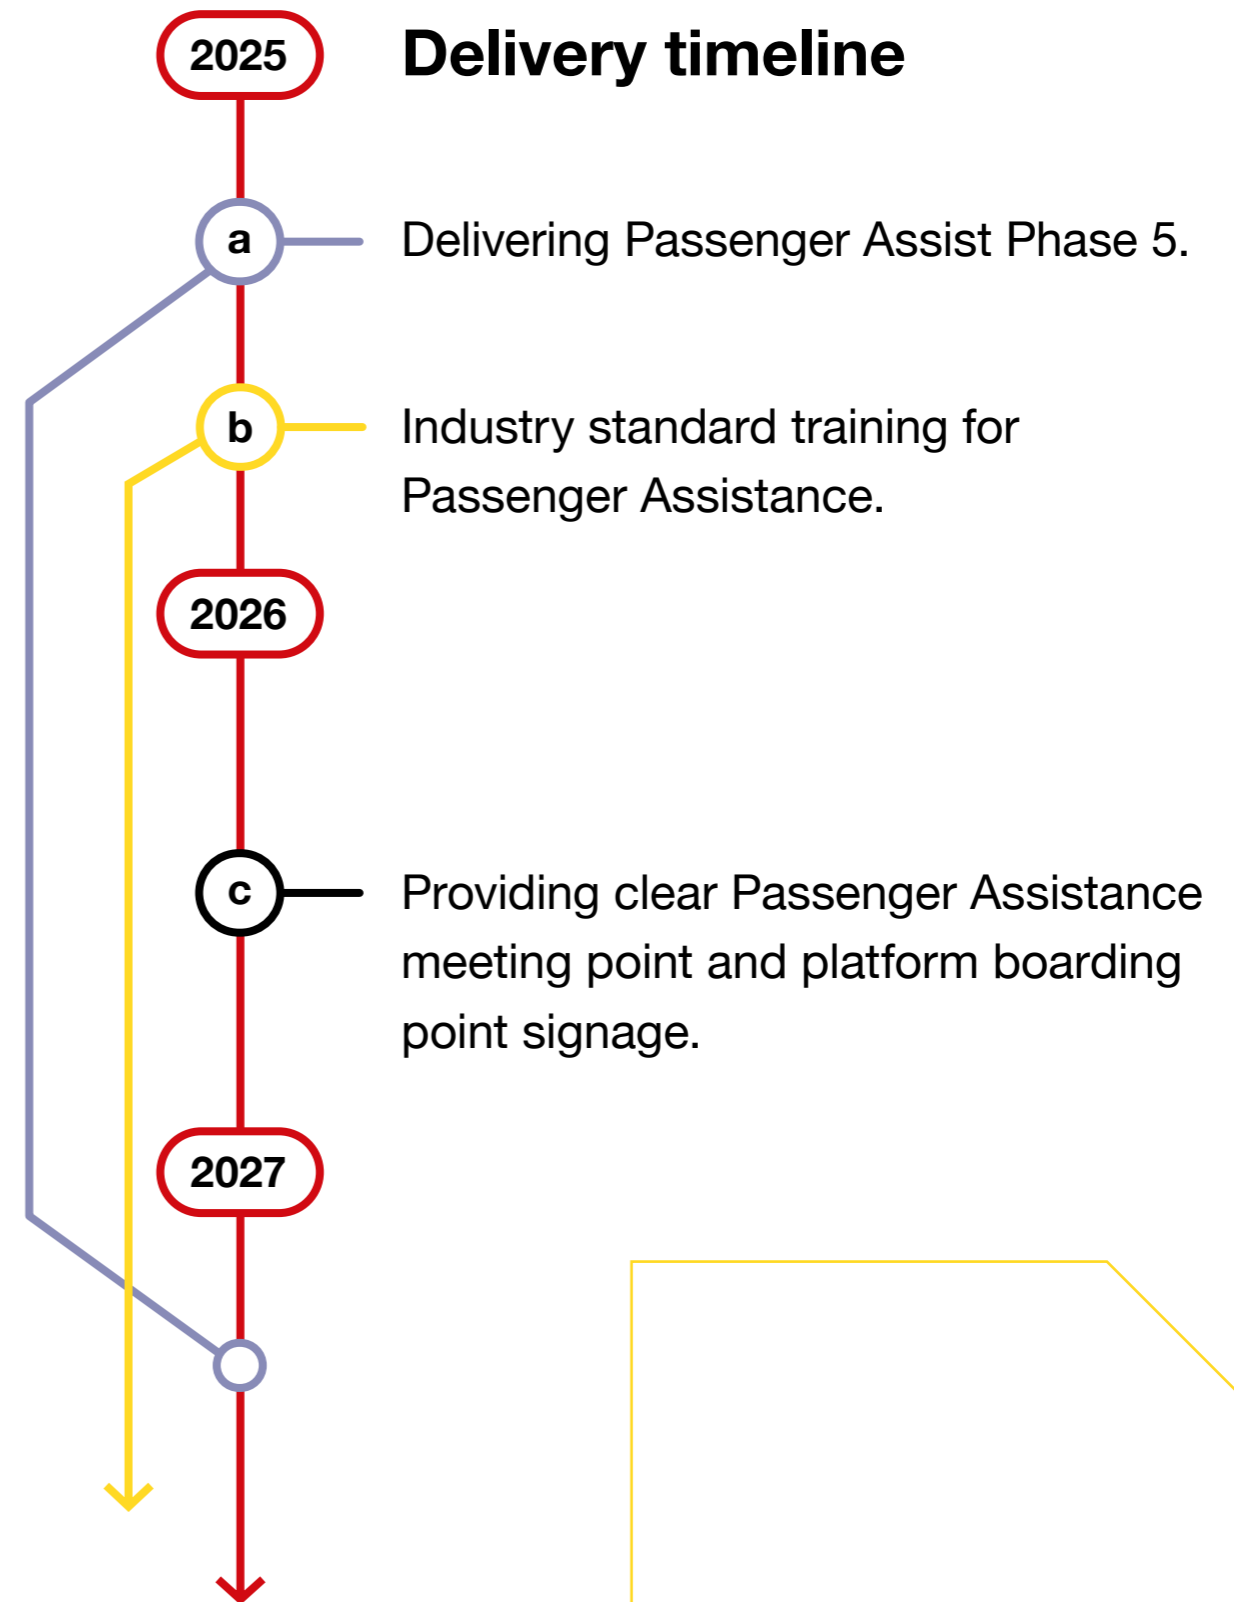 2025
Delivery timeline
a
Delivering Passenger Assist Phase 5.
b
Industry standard training for
Passenger Assistance.
2026
c
Providing clear Passenger Assistance
meeting point and platform boarding
point signage.
2027